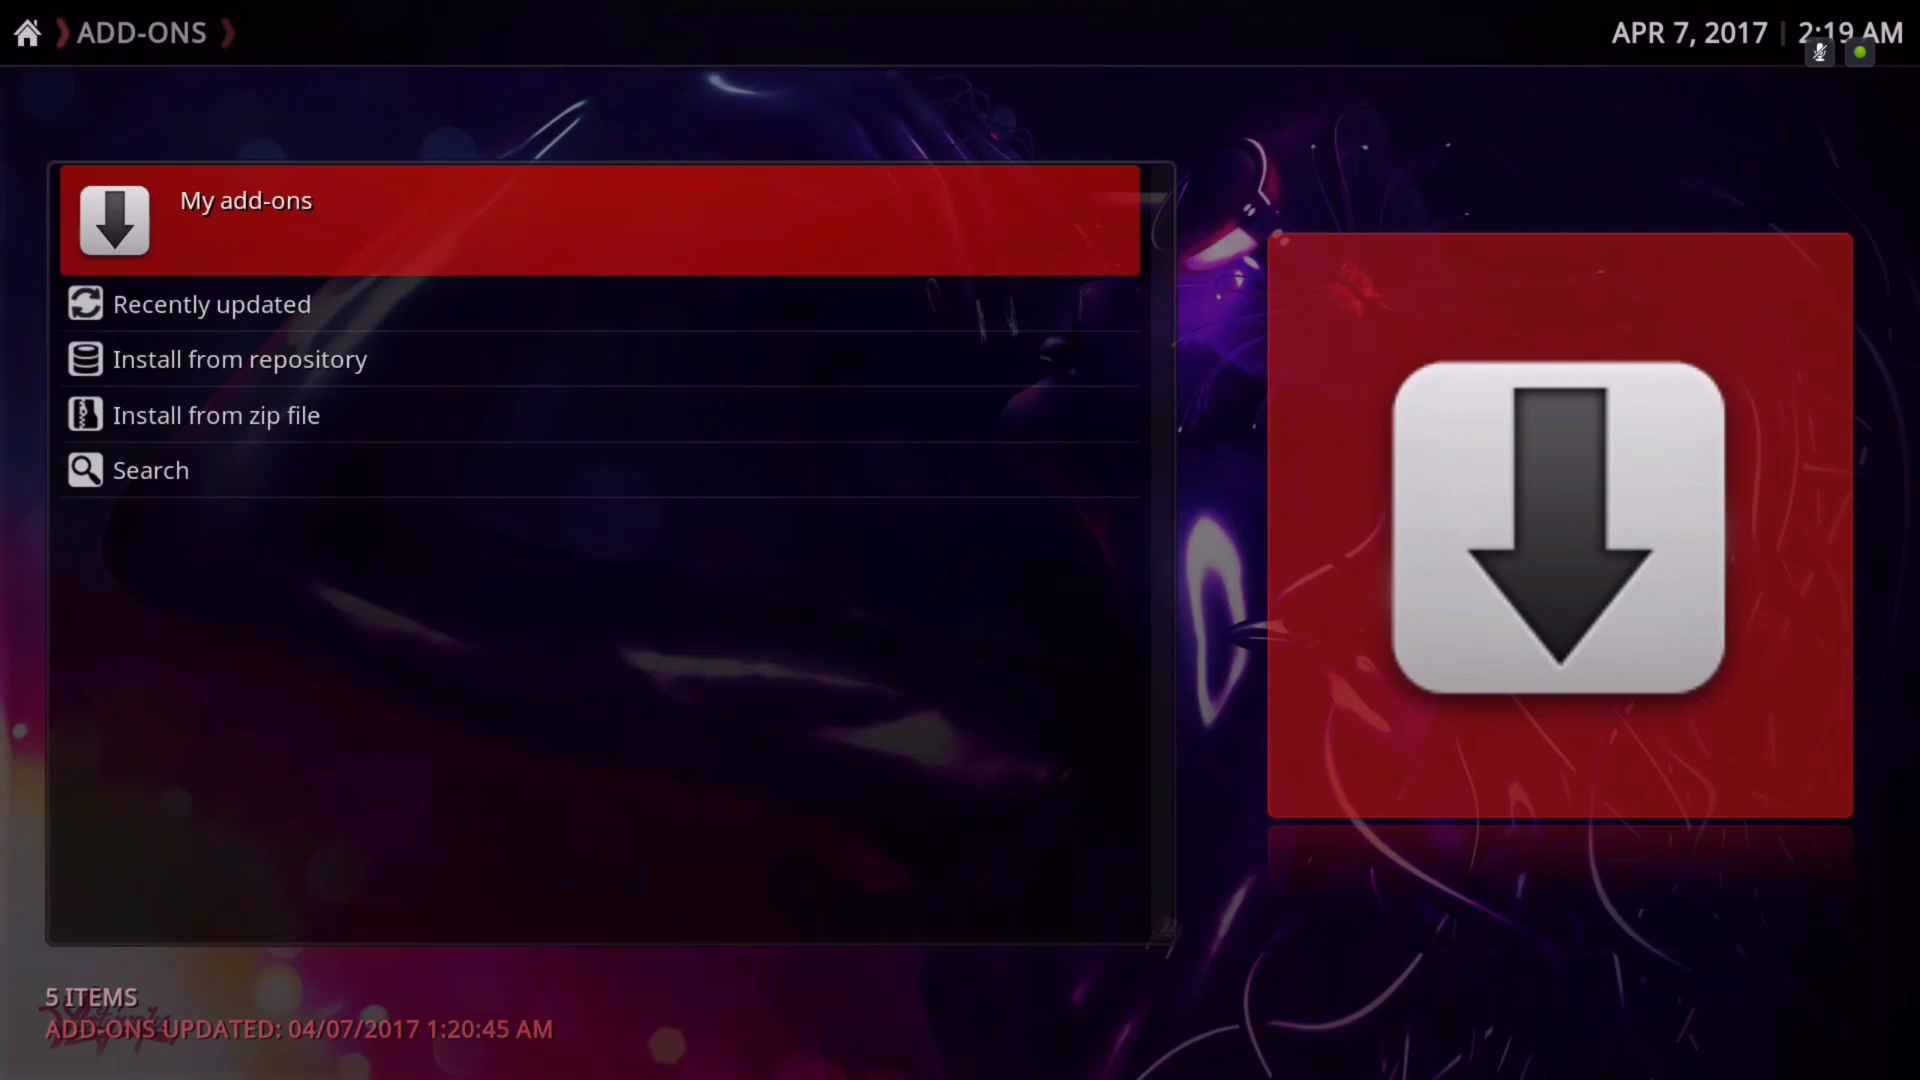 ADD-ONS
APR 7, 2017 | 2:19 AM
My add-ons
Recently updated
Install from repository
Install from zip file
Search
5 ITEMS
ADD-ONS UPDATED: 04/07/2017 1:20:45 AM